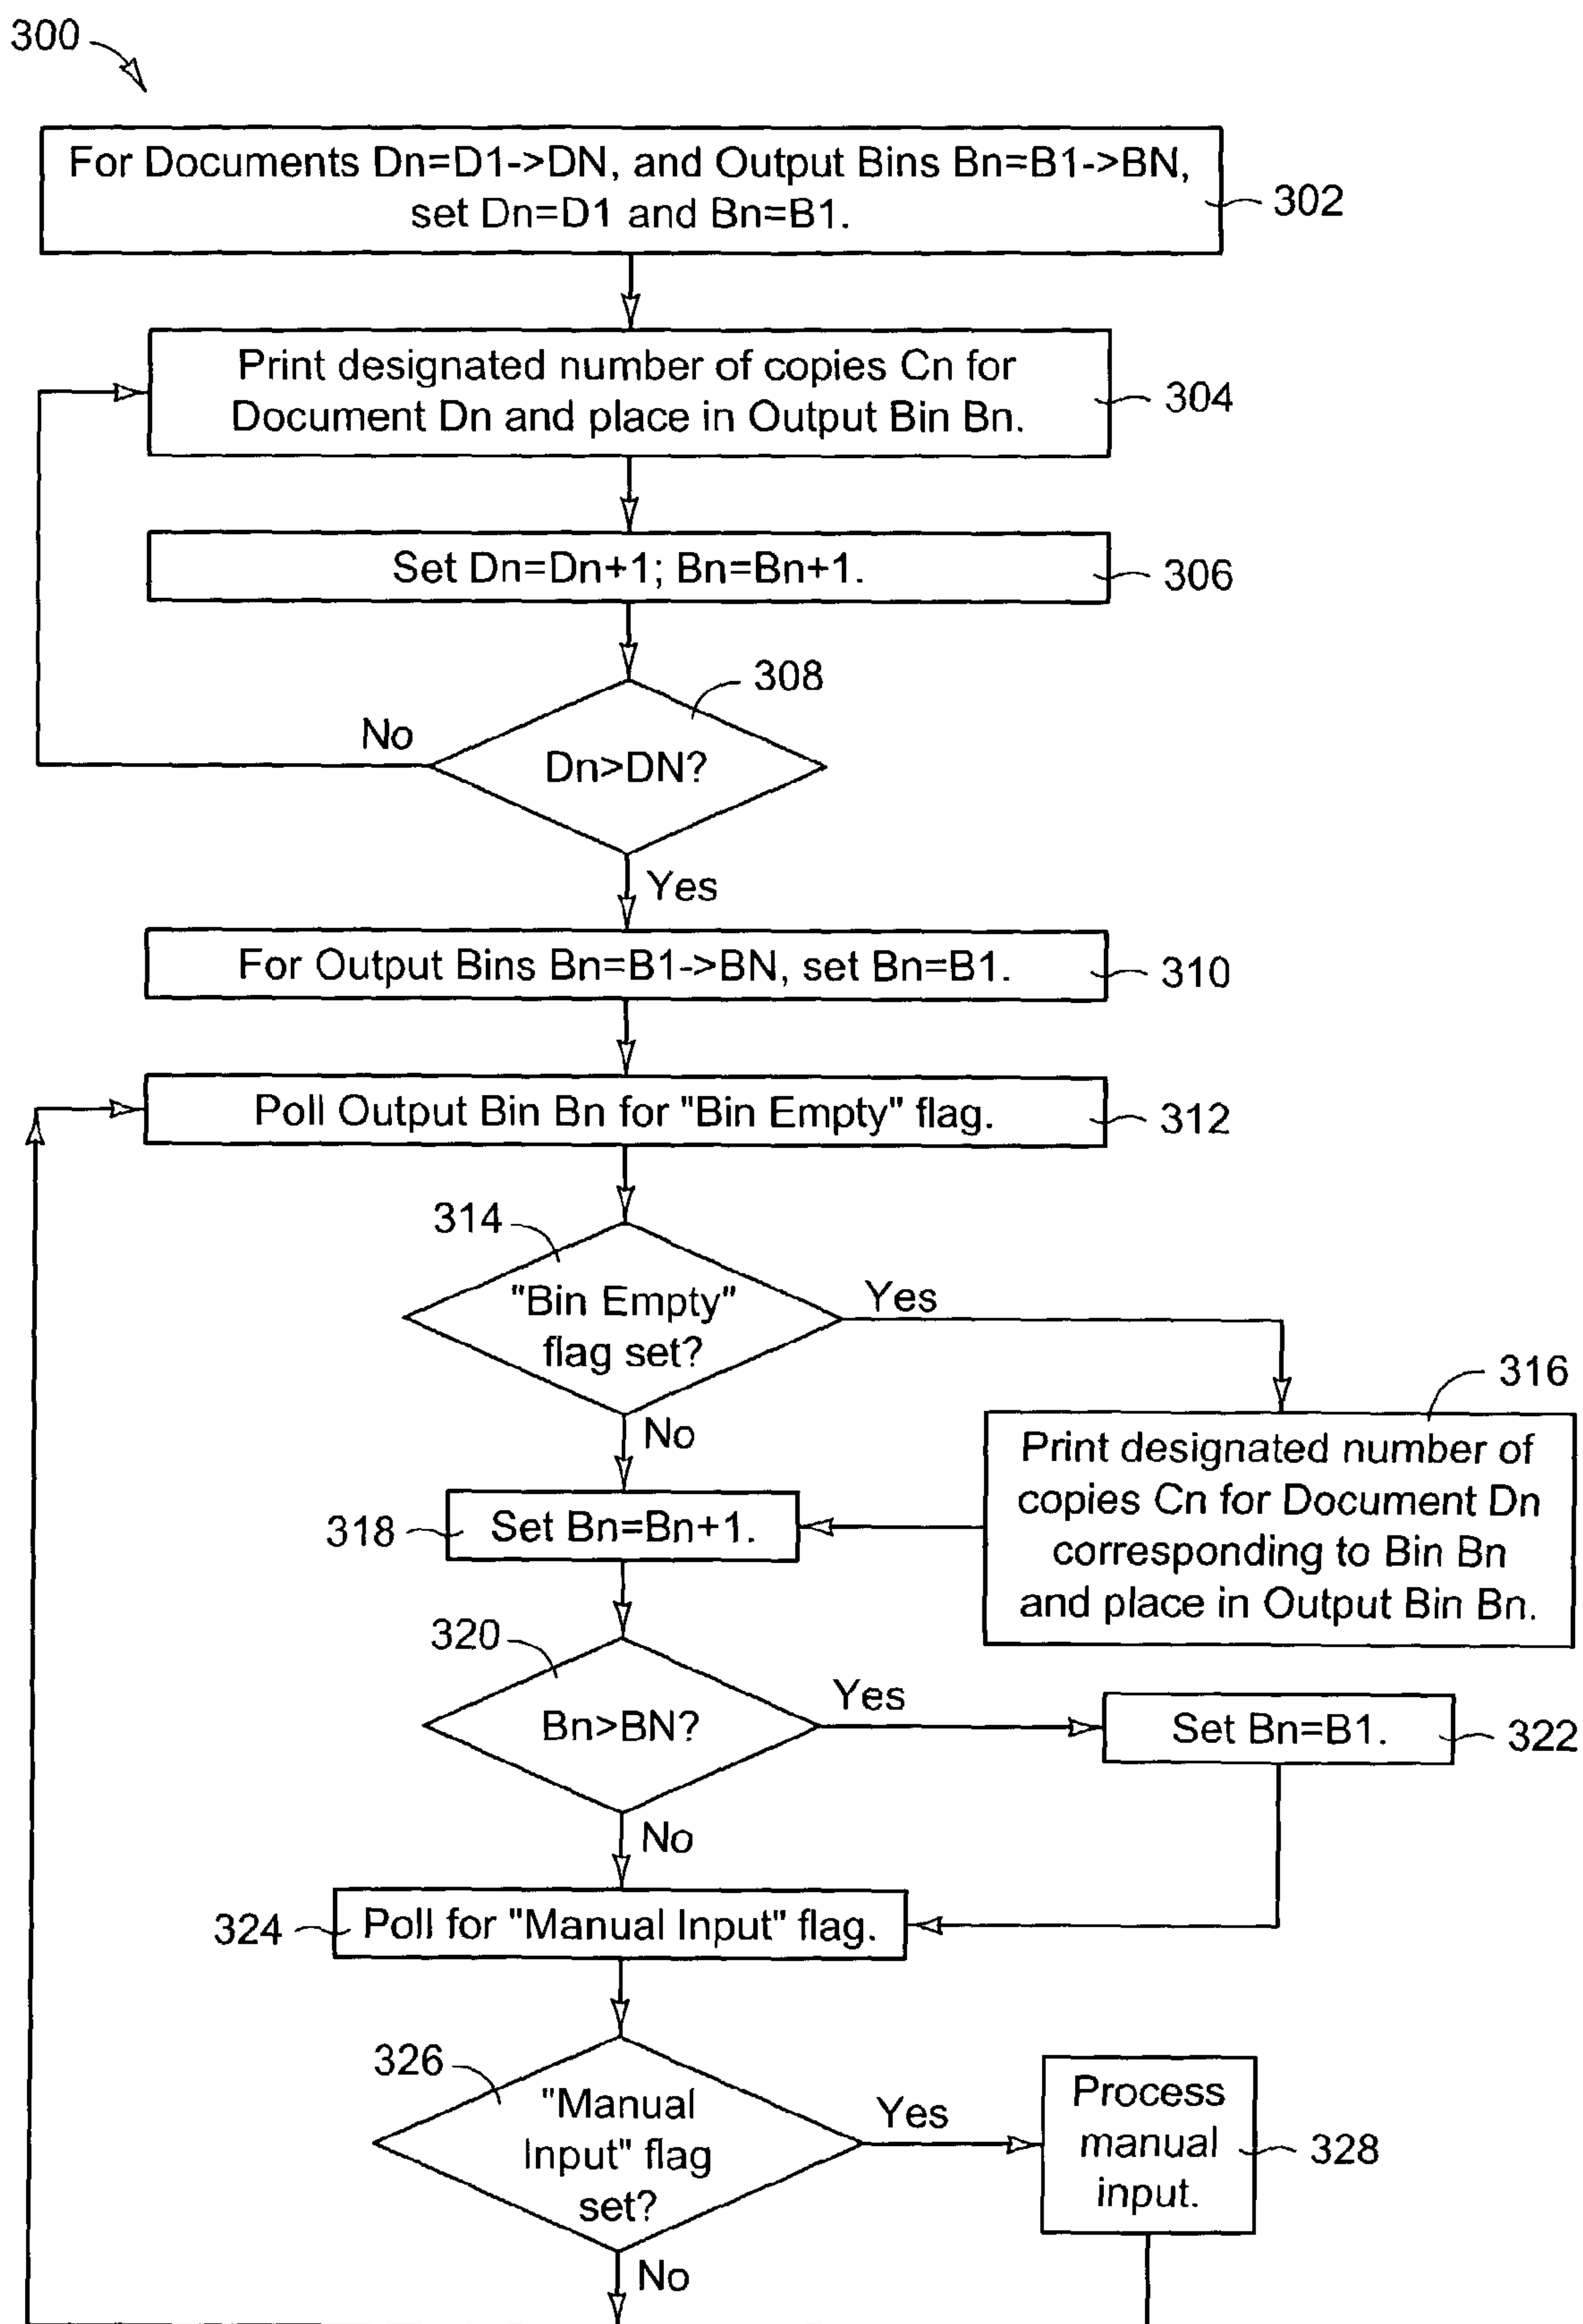 300
For Documents Dn=D1->DN, and Output Bins Bn=B1->BN,
set Dn=D1 and Bn=B1.
302
Print designated number of copies Cn for
Document Dn and place in Output Bin Bn.
304
Set Dn=Dn+1; Bn=Bn+1.
306
308
No
Dn>DN?
Yes
For Output Bins Bn=B1->BN, set Bn=B1.
310
Poll Output Bin Bn for "Bin Empty" flag.
312
314
"Bin Empty"
flag set?
Yes
316
No
Print designated number of
copies Cn for Document Dn
corresponding to Bin Bn
and place in Output Bin Bn.
318
Set Bn=Bn+1.
320
Bn>BN?
Yes
Set Bn=B1.
322
No
324
Poll for "Manual Input" flag.
326
"Manual
Input" flag
set?
Yes
Process
manual
input.
328
No